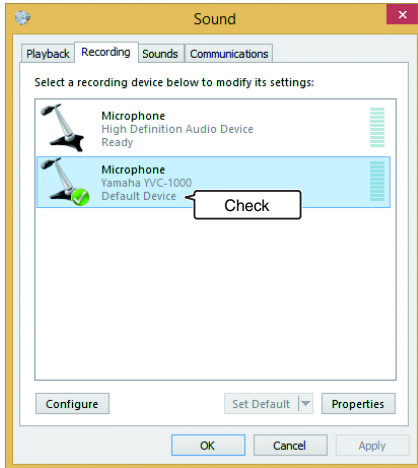 Sound
Playback Recording Sounds Communications
Select a recording device below to modify its settings:
Microphone
High Definition Audio Device
Ready
Microphone
Yamaha YVC-1000
Default Device
Check
Configure Set Default Properties
OK Cancel Apply